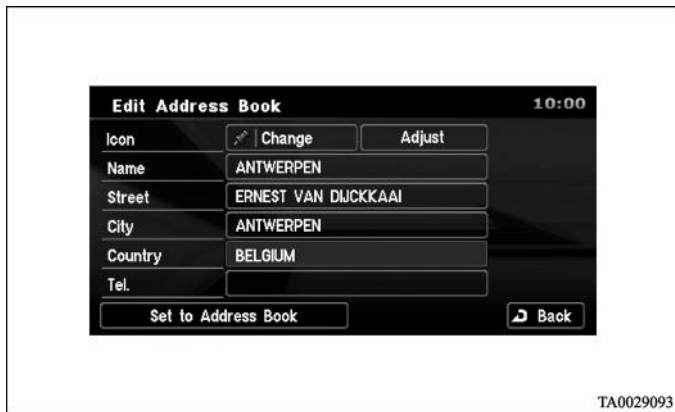 Edit Address Book 10:00
Icon Change Adjust
Name ANTWERPEN
Street ERNEST VAN DIJCKKAAI
City ANTWERPEN
Country BELGIUM
Tel.
Set to Address Book Back
TA0029093